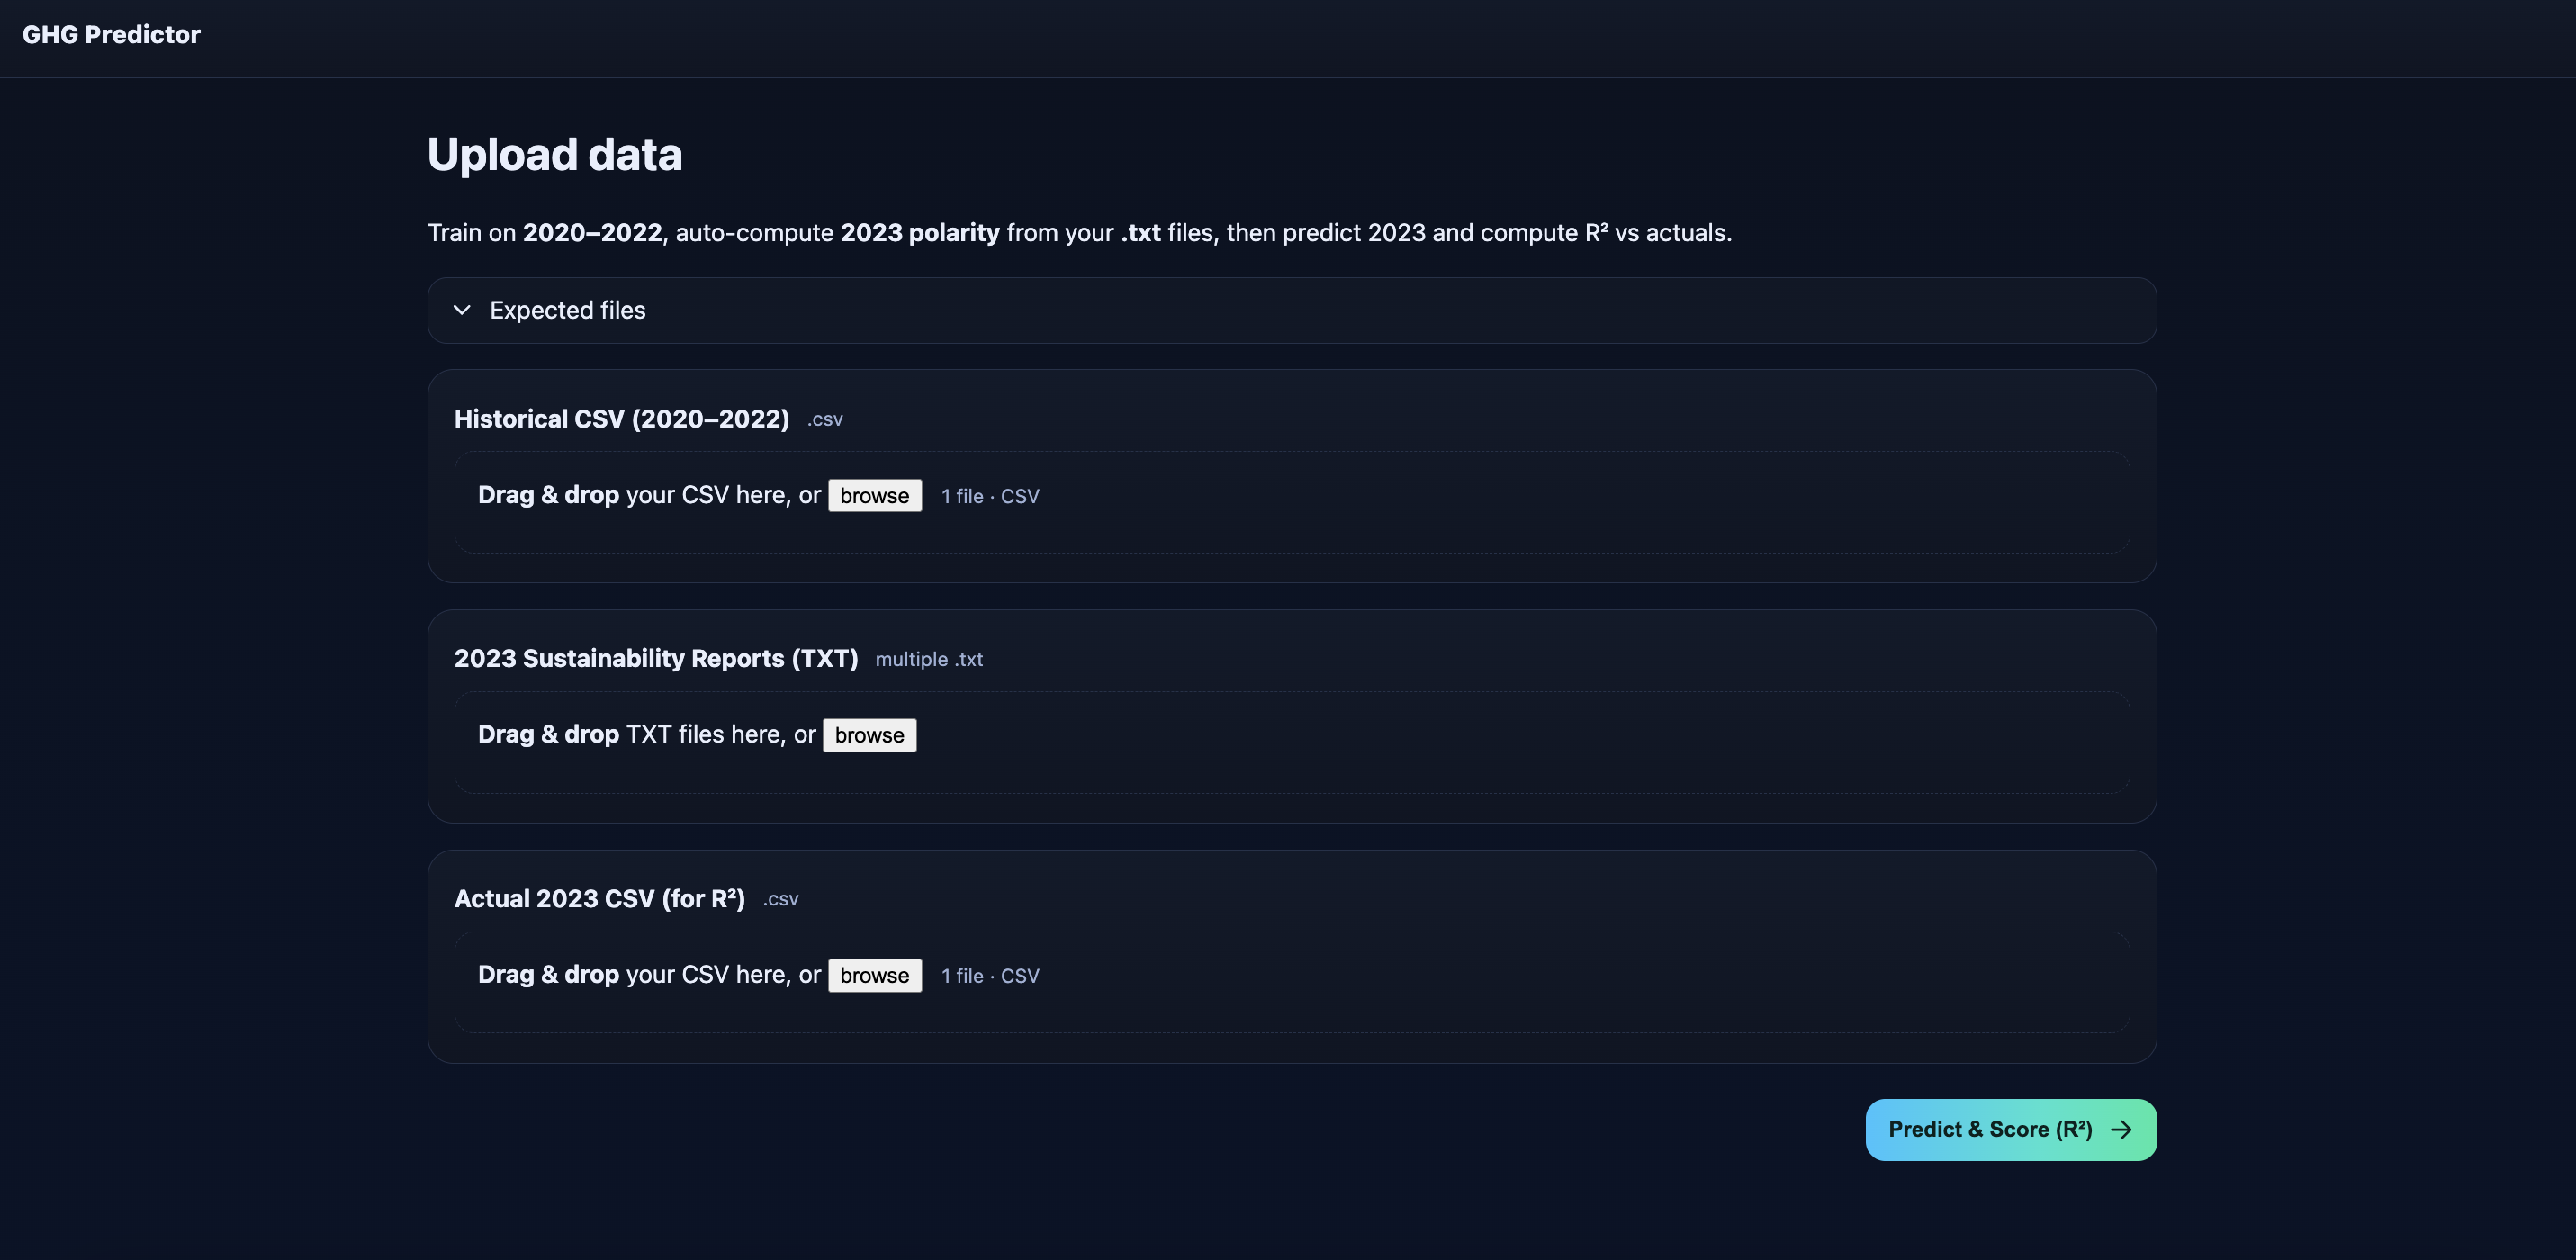 GHG Predictor
Upload data
Train on 2020–2022, auto-compute 2023 polarity from your .txt files, then predict 2023 and compute R² vs actuals.
Expected files
Historical CSV (2020–2022) .csv
Drag & drop your CSV here, or browse 1 file · CSV
2023 Sustainability Reports (TXT) multiple .txt
Drag & drop TXT files here, or browse
Actual 2023 CSV (for R²) .csv
Drag & drop your CSV here, or browse 1 file · CSV
Predict & Score (R²) →